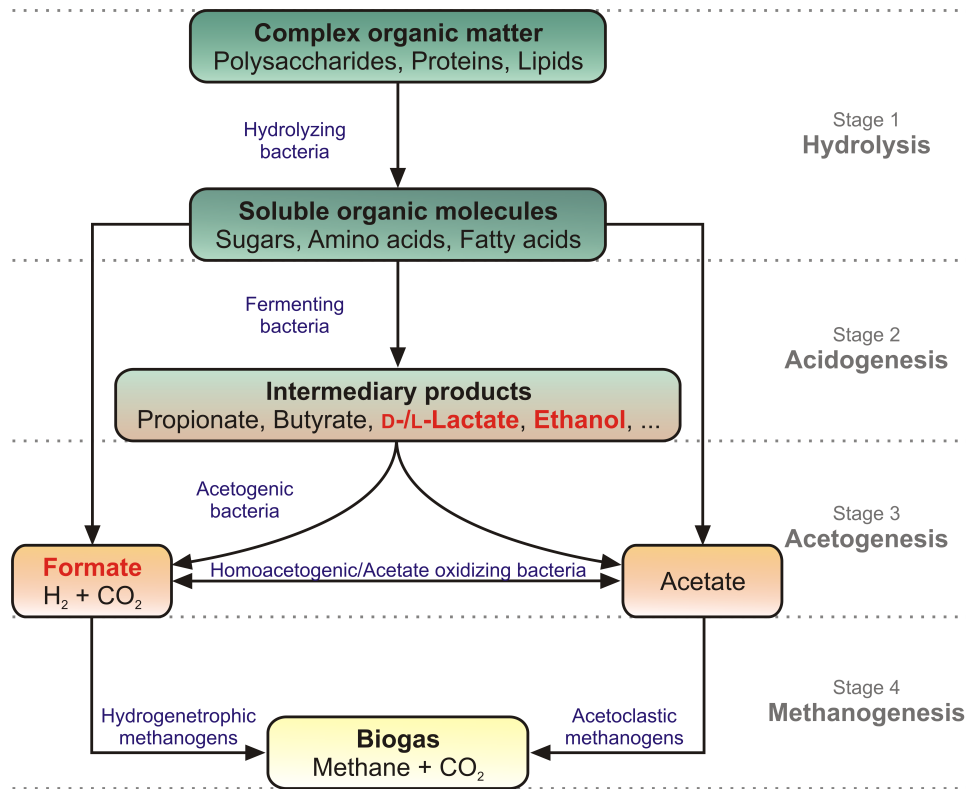 Complex organic matter
Polysaccharides, Proteins, Lipids
Hydrolyzing
bacteria
Stage 1
Hydrolysis
Soluble organic molecules
Sugars, Amino acids, Fatty acids
Fermenting
bacteria
Stage 2
Acidogenesis
Intermediary products
Propionate, Butyrate, D-/L-Lactate, Ethanol, ...
Acetogenic
bacteria
Stage 3
Acetogenesis
Formate
H₂ + CO₂
Homoacetogenic/Acetate oxidizing bacteria
Acetate
Stage 4
Methanogenesis
Hydrogenetrophic
methanogens
Acetoclastic
methanogens
Biogas
Methane + CO₂